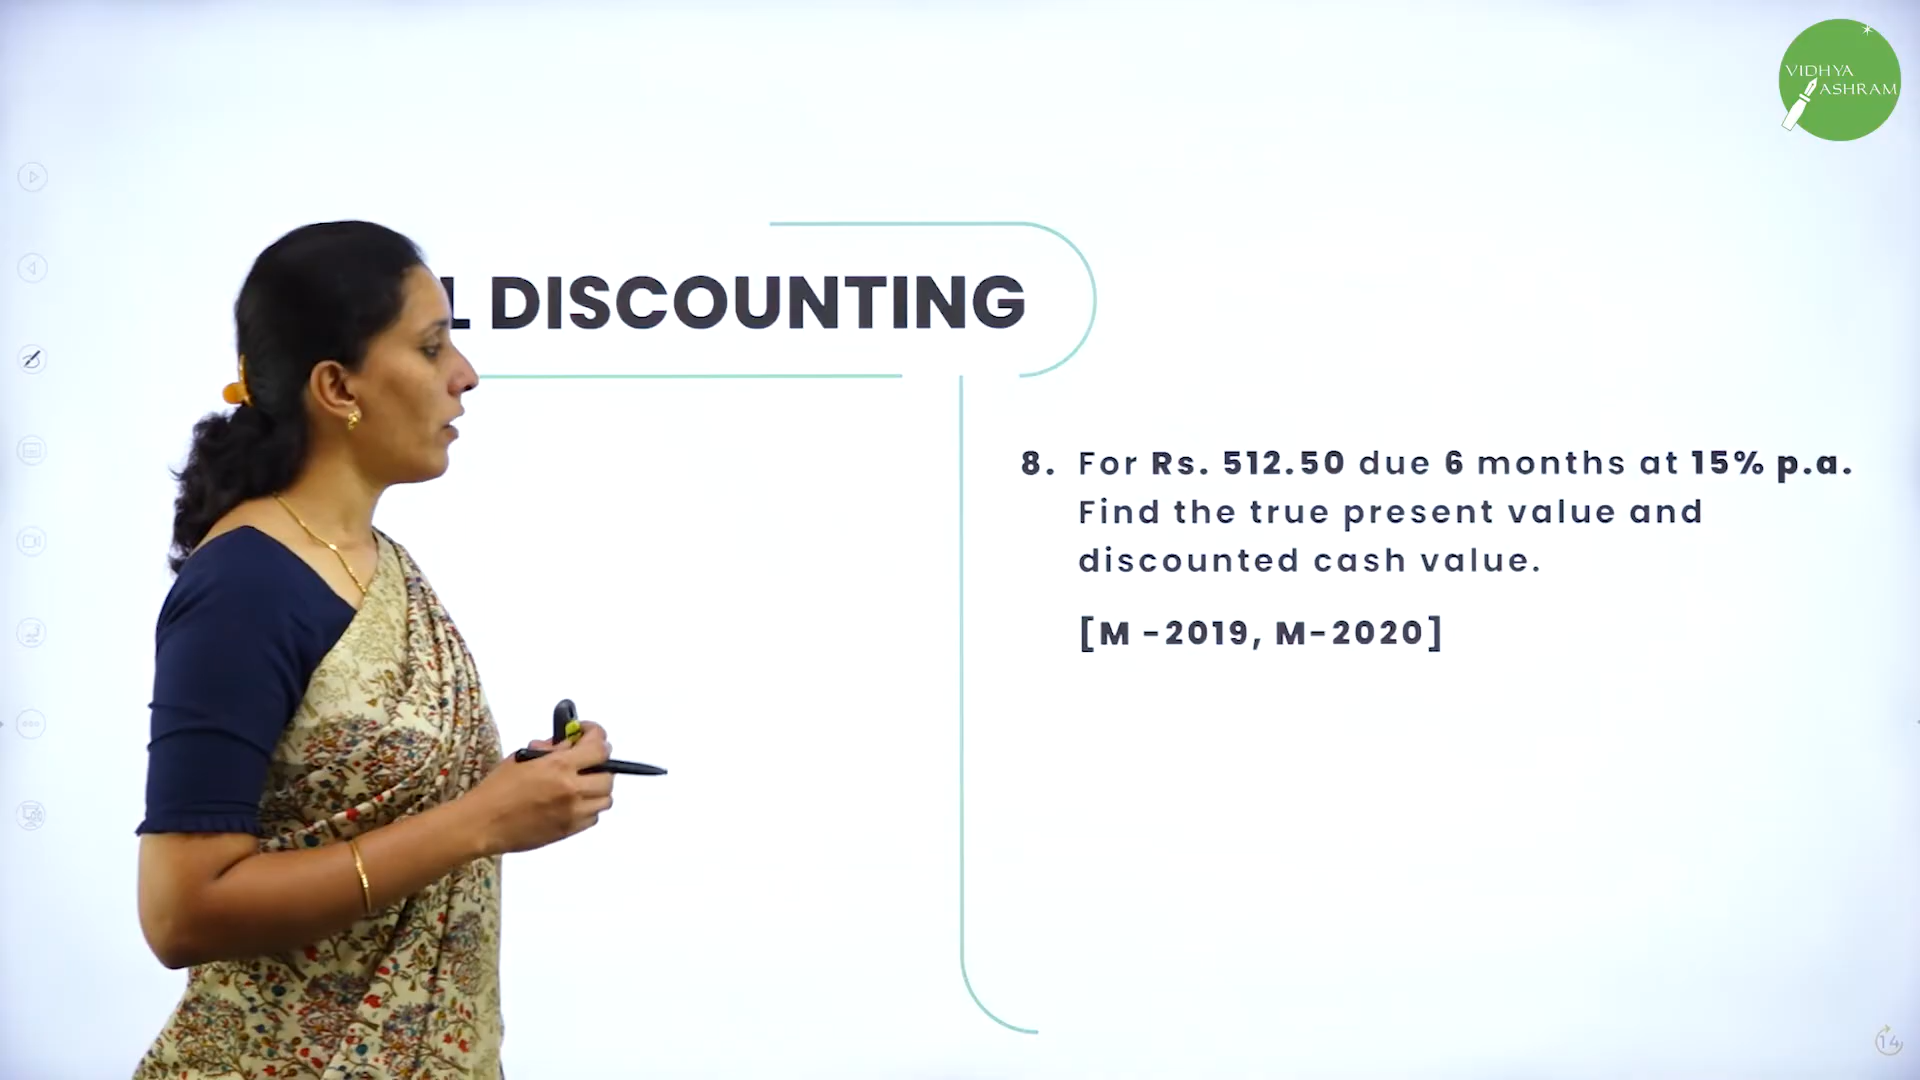 VIDHYA
ASHRAM
L DISCOUNTING
8. For Rs. 512.50 due 6 months at 15% p.a.
Find the true present value and
discounted cash value.
[M -2019, M-2020]
14